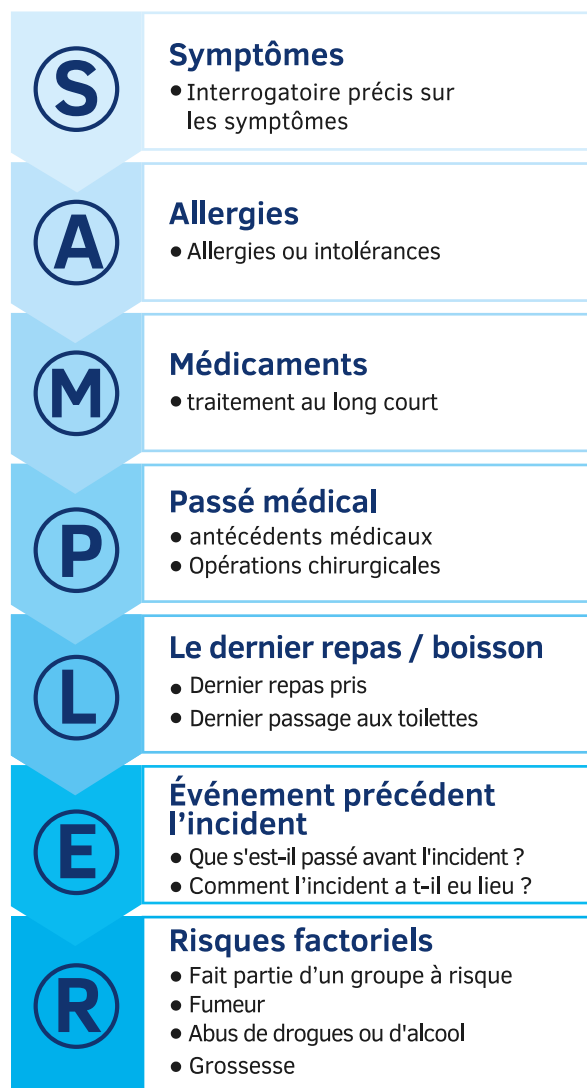 S
Symptômes
• Interrogatoire précis sur
les symptômes
A
Allergies
• Allergies ou intolérances
M
Médicaments
• traitement au long court
P
Passé médical
• antécédents médicaux
• Opérations chirurgicales
L
Le dernier repas / boisson
• Dernier repas pris
• Dernier passage aux toilettes
E
Événement précédent
l’incident
• Que s'est-il passé avant l'incident ?
• Comment l’incident a t-il eu lieu ?
R
Risques factoriels
• Fait partie d’un groupe à risque
• Fumeur
• Abus de drogues ou d'alcool
• Grossesse